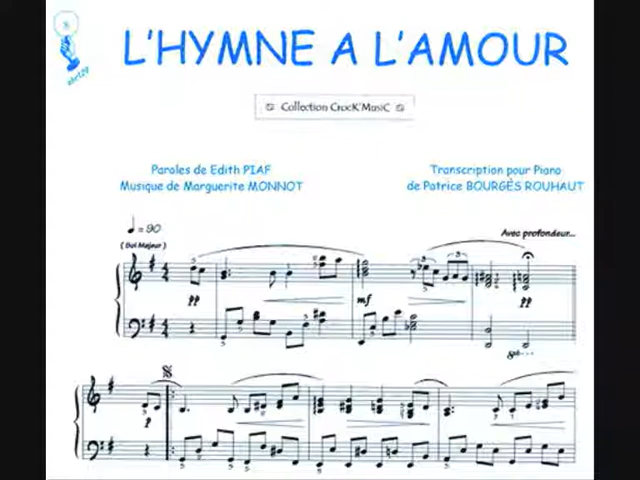 L'HYMNE A L'AMOUR
Collection CrocK'MusiC
Paroles de Edith PIAF
Musique de Marguerite MONNOT
Transcription pour Piano
de Patrice BOURGÈS ROUHAUT
= 90
(Sol Majeur)
Avec profondeur...
pp
mf
pp
8vb---
p